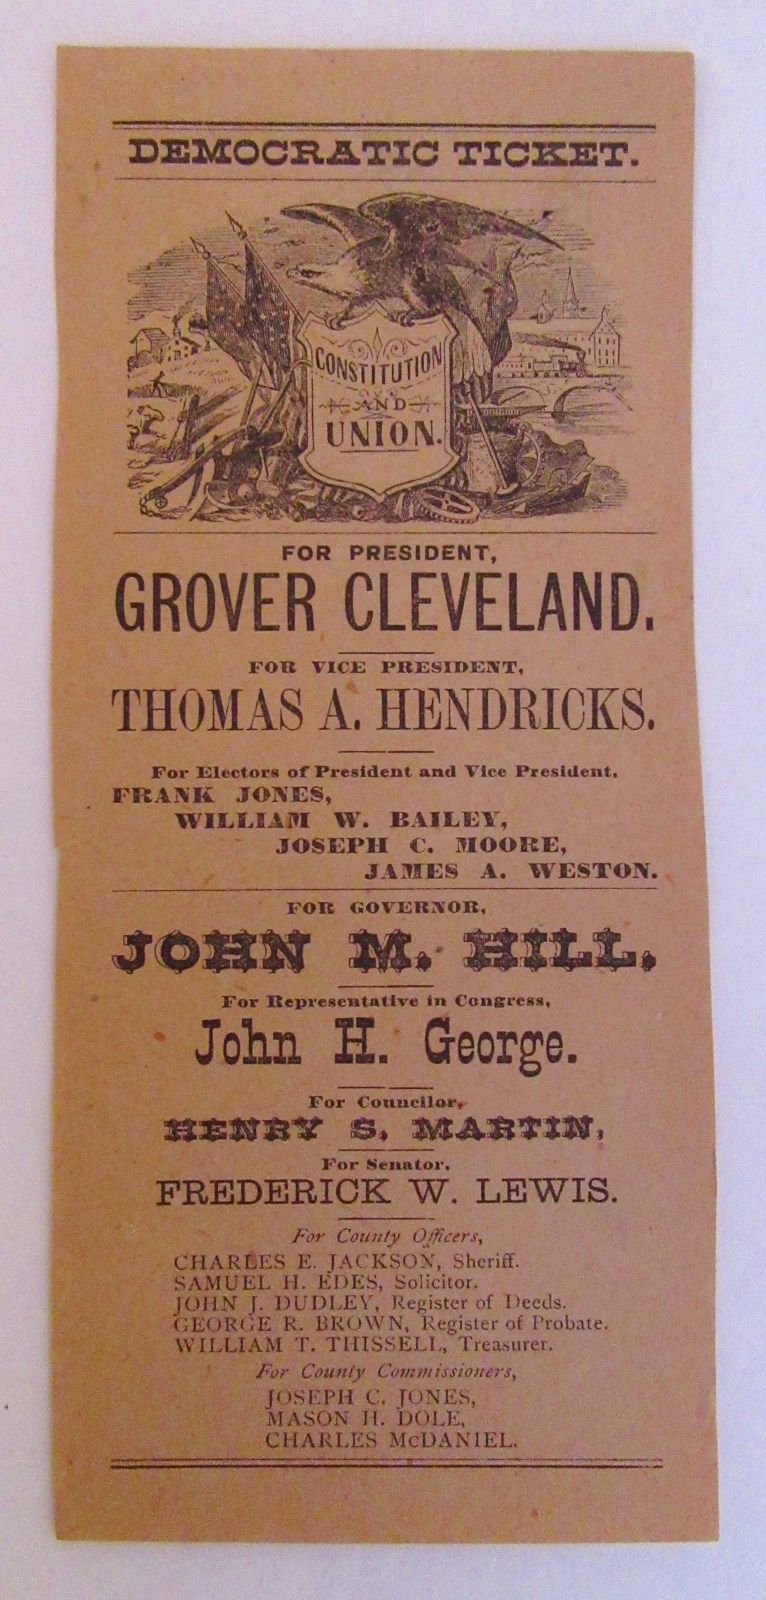 DEMOCRATIC TICKET.
CONSTITUTION
AND
UNION.
FOR PRESIDENT,
GROVER CLEVELAND.
FOR VICE PRESIDENT,
THOMAS A. HENDRICKS.
For Electors of President and Vice President,
FRANK JONES,
WILLIAM W. BAILEY,
JOSEPH C. MOORE,
JAMES A. WESTON.
FOR GOVERNOR,
JOHN M. HILL.
For Representative in Congress,
John H. George.
For Councilor,
HENRY S. MARTIN,
For Senator,
FREDERICK W. LEWIS.
For County Officers,
CHARLES E. JACKSON, Sheriff.
SAMUEL H. EDES, Solicitor.
JOHN J. DUDLEY, Register of Deeds.
GEORGE R. BROWN, Register of Probate.
WILLIAM T. THISSELL, Treasurer.
For County Commissioners,
JOSEPH C. JONES,
MASON H. DOLE,
CHARLES McDANIEL.